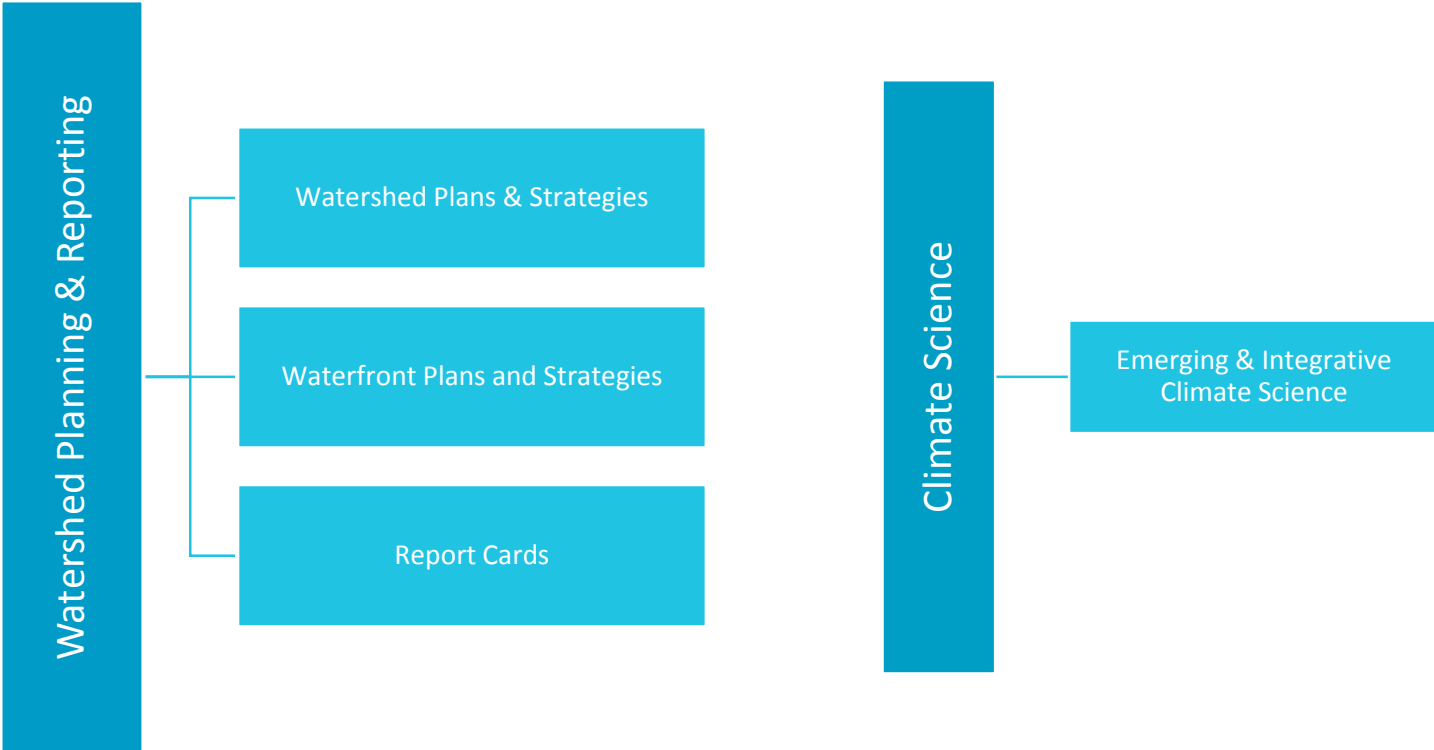 Watershed Planning & Reporting
Watershed Plans & Strategies
Waterfront Plans and Strategies
Report Cards
Climate Science
Emerging & Integrative
Climate Science